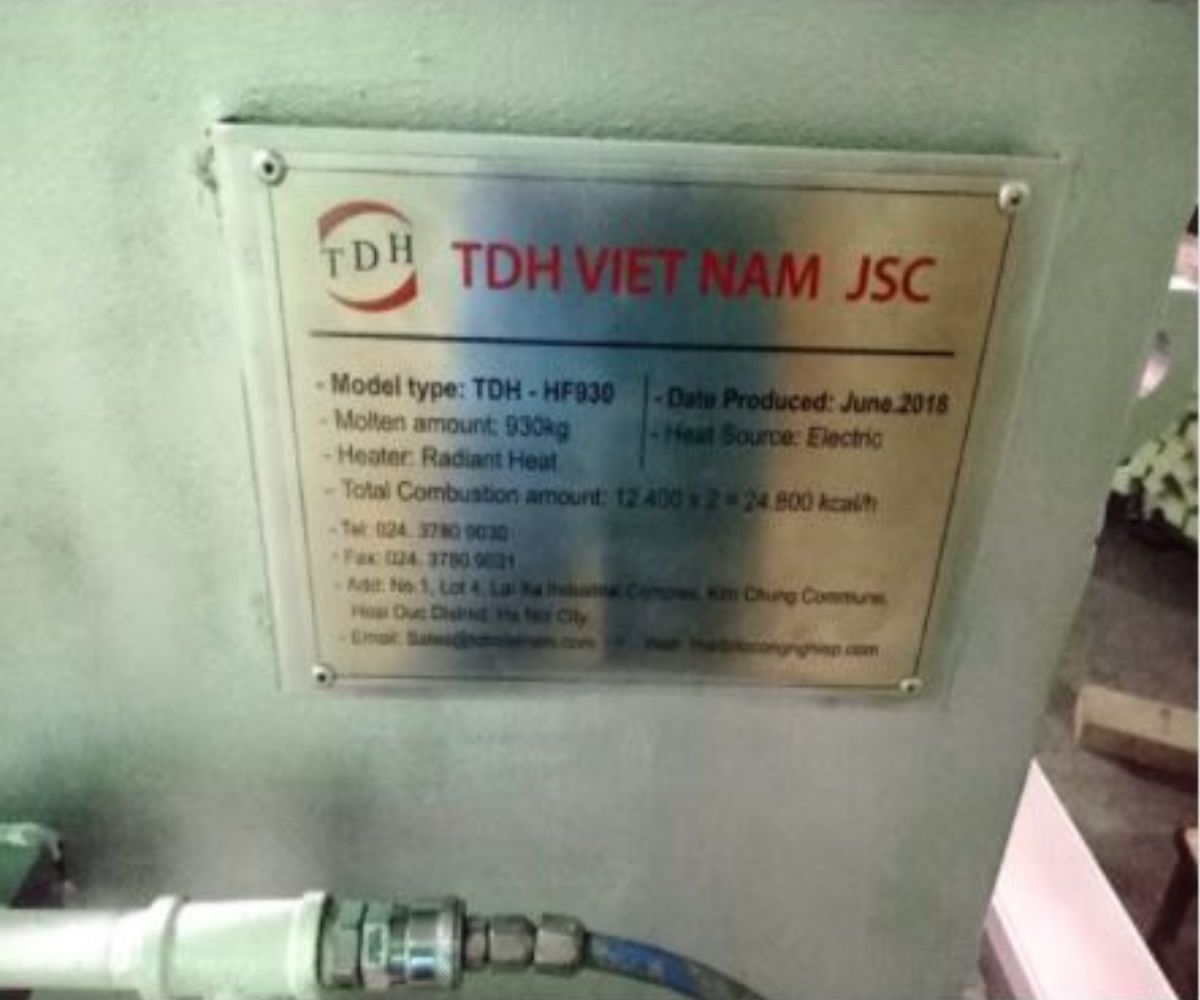 TDH
TDH VIET NAM JSC
- Model type: TDH - HF930
- Date Produced: June.2018
- Molten amount: 930kg
- Heat Source: Electric
- Heater: Radiant Heat
- Total Combustion amount: 12.400 x 2 = 24.800 kcal/h
- Tel: 024. 3780 9030
- Fax: 024. 3780 9031
- Add: No.1, Lot 4, Lai Xa Industrial Complex, Kim Chung Commune,
Hoai Duc District, Ha Noi City
- Email: Sales@tdhvietnam.com